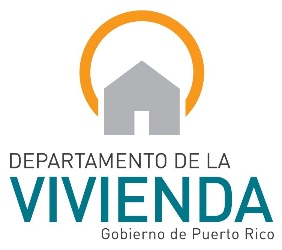 DEPARTAMENTO DE LA
VIVIENDA
Gobierno de Puerto Rico